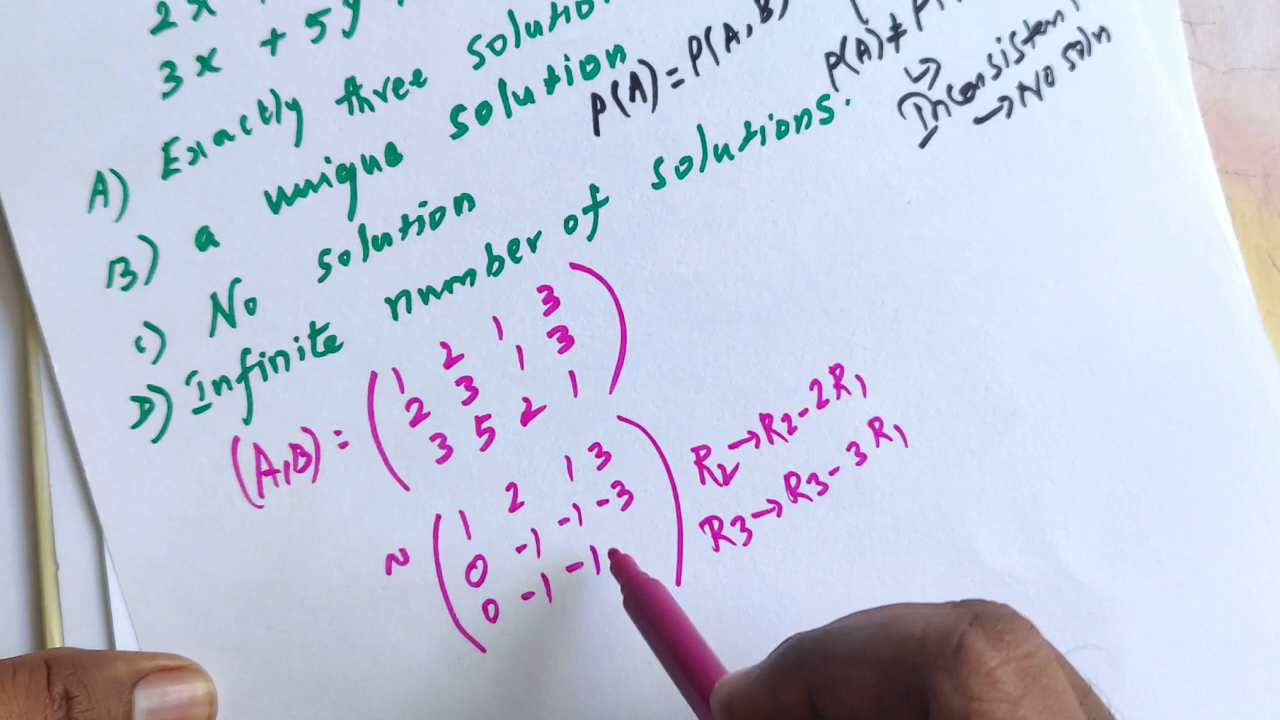 2x
3x + 5y
A) Exactly three solutio
B) a unique solution
C) No solution
D) Infinite number of solutions.
P(A) = P(A, B)
P(A) ≠ P(
Inconsistent
→ No soln
(A,B) = ( 1 2 1 3
2 3 1 3
3 5 2 1 )
~ ( 1 2 1 3
0 -1 -1 -3
0 -1 -1 )
R2 → R2 - 2R1
R3 → R3 - 3R1